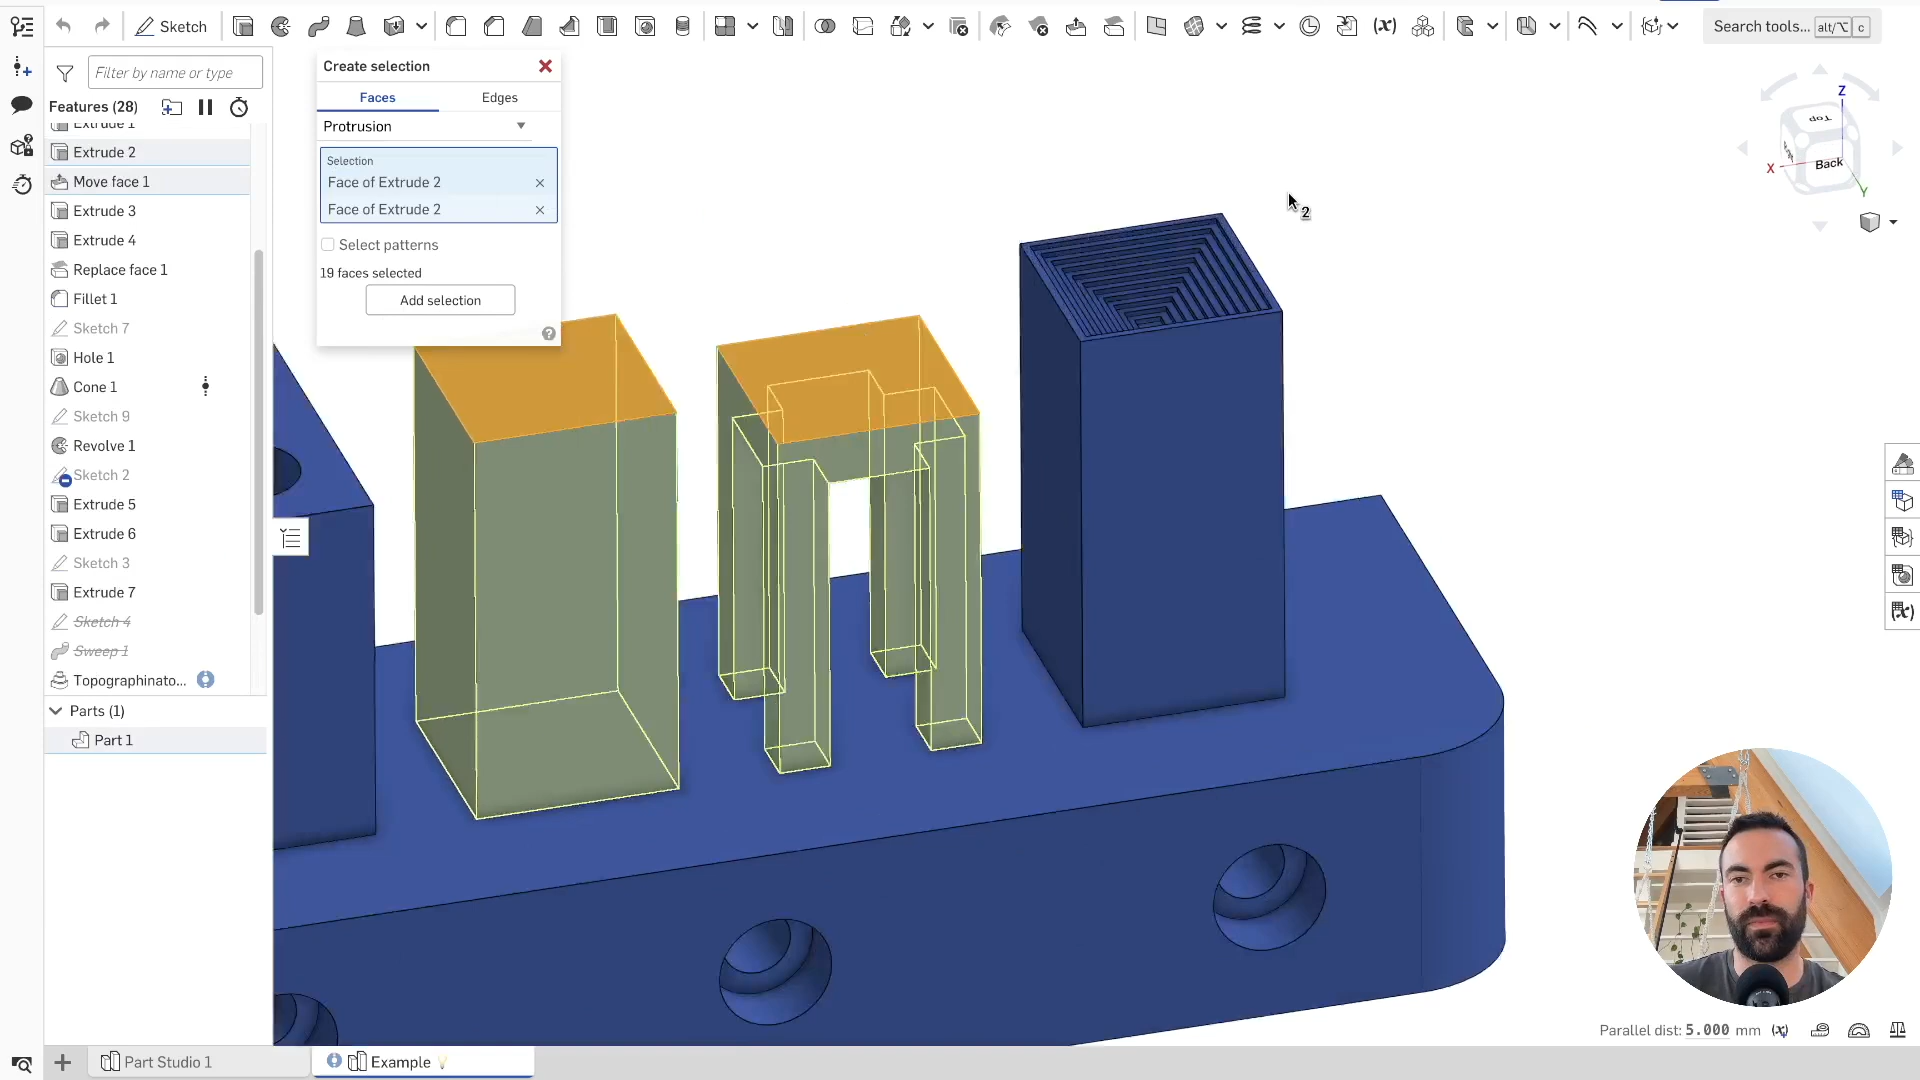 Sketch
Search tools...
alt/⌥
c
Filter by name or type
Features (28)
Extrude 1
Extrude 2
Move face 1
Extrude 3
Extrude 4
Replace face 1
Fillet 1
Sketch 7
Hole 1
Cone 1
Sketch 9
Revolve 1
Sketch 2
Extrude 5
Extrude 6
Sketch 3
Extrude 7
Sketch 4
Sweep 1
Topographinato...
Parts (1)
Part 1
Create selection
Faces
Edges
Protrusion
Selection
Face of Extrude 2
Face of Extrude 2
Select patterns
19 faces selected
Add selection
2
Z
Top
Right
Back
X
Y
Parallel dist: 5.000 mm
(x)
Part Studio 1
Example